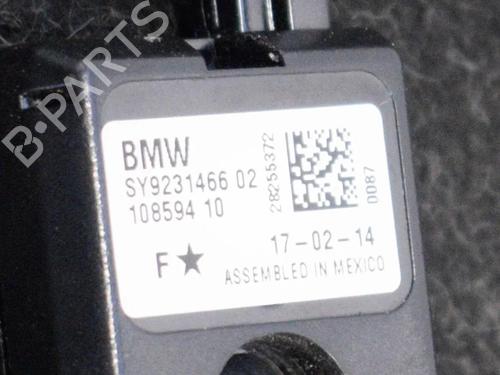 B-PARTS
BMW
SY9231466 02
108594 10
28255372
0087
F★
17-02-14
ASSEMBLED IN MEXICO